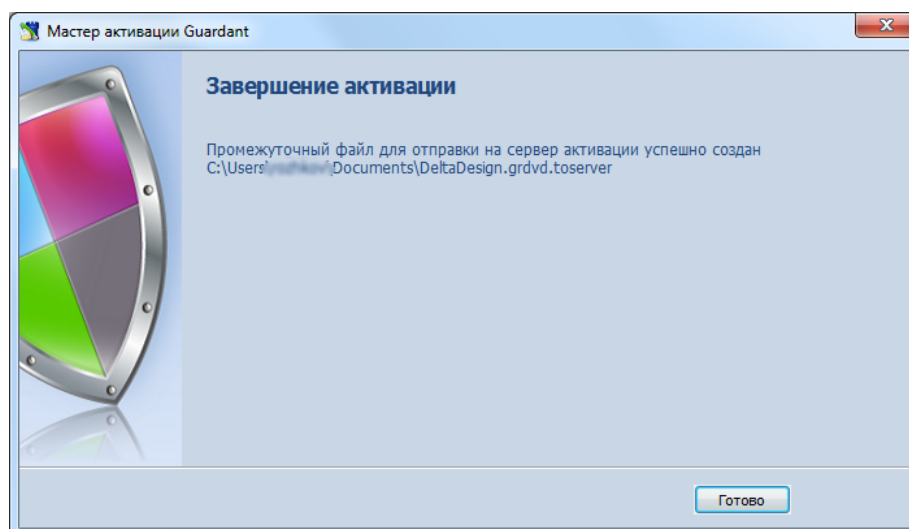 Мастер активации Guardant
Завершение активации
Промежуточный файл для отправки на сервер активации успешно создан
C:\Users\ \Documents\DeltaDesign.grdvd.toserver
Готово